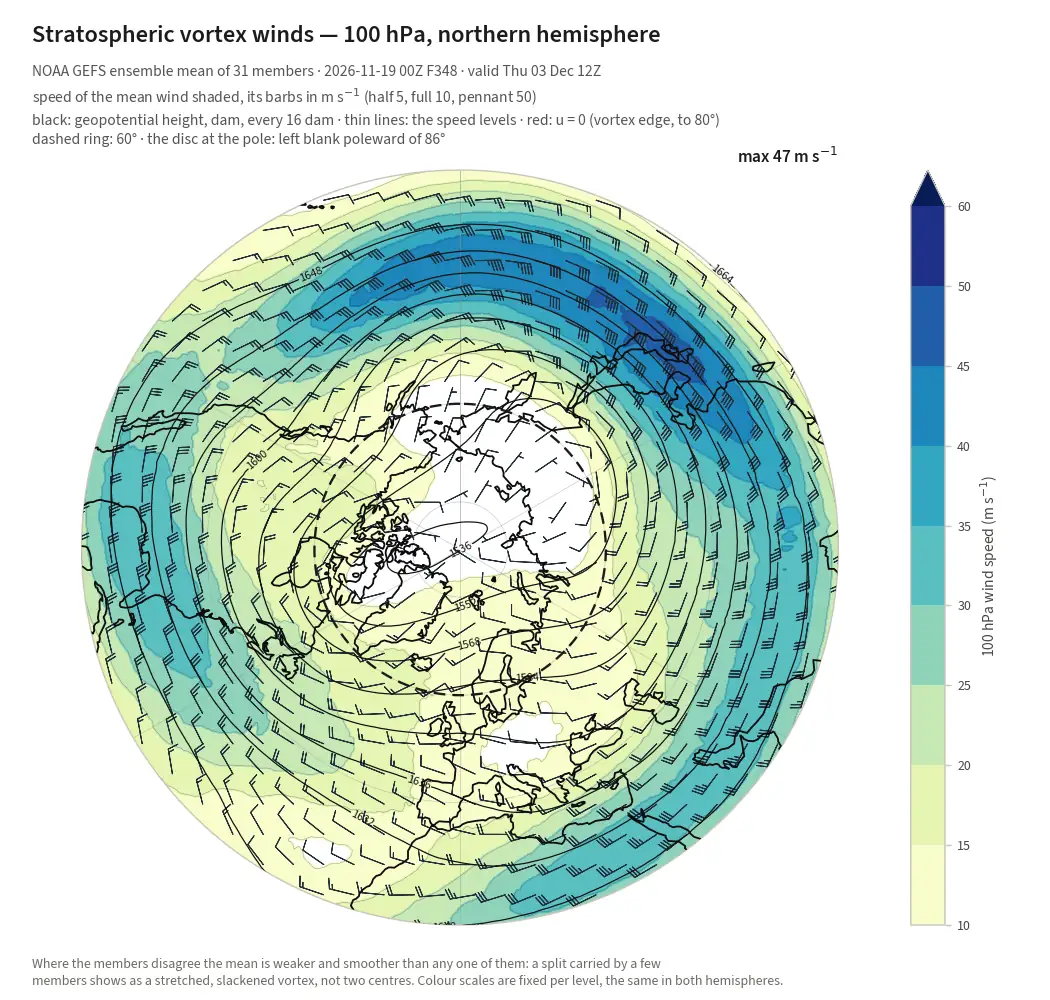 Stratospheric vortex winds — 100 hPa, northern hemisphere
NOAA GEFS ensemble mean of 31 members · 2026-11-19 00Z F348 · valid Thu 03 Dec 12Z
speed of the mean wind shaded, its barbs in m s⁻¹ (half 5, full 10, pennant 50)
black: geopotential height, dam, every 16 dam · thin lines: the speed levels · red: u = 0 (vortex edge, to 80°)
dashed ring: 60° · the disc at the pole: left blank poleward of 86°
max 47 m s⁻¹
1664
1648
1600
1536
1568
1632
60
50
45
40
35
30
25
20
15
10
100 hPa wind speed (m s⁻¹)
Where the members disagree the mean is weaker and smoother than any one of them: a split carried by a few
members shows as a stretched, slackened vortex, not two centres. Colour scales are fixed per level, the same in both hemispheres.